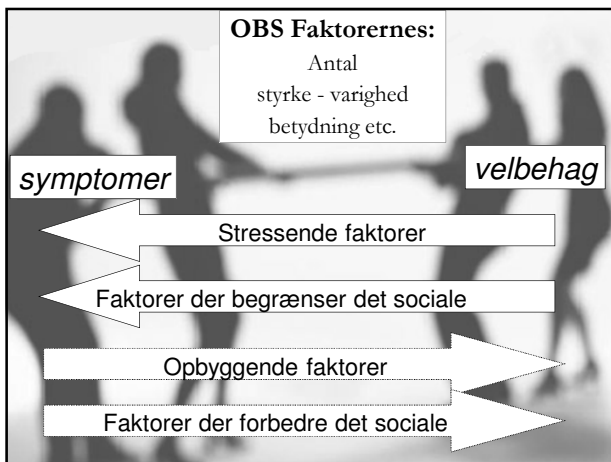 OBS Faktorernes:
Antal
styrke - varighed
betydning etc.
symptomer
velbehag
Stressende faktorer
Faktorer der begrænser det sociale
Opbyggende faktorer
Faktorer der forbedre det sociale